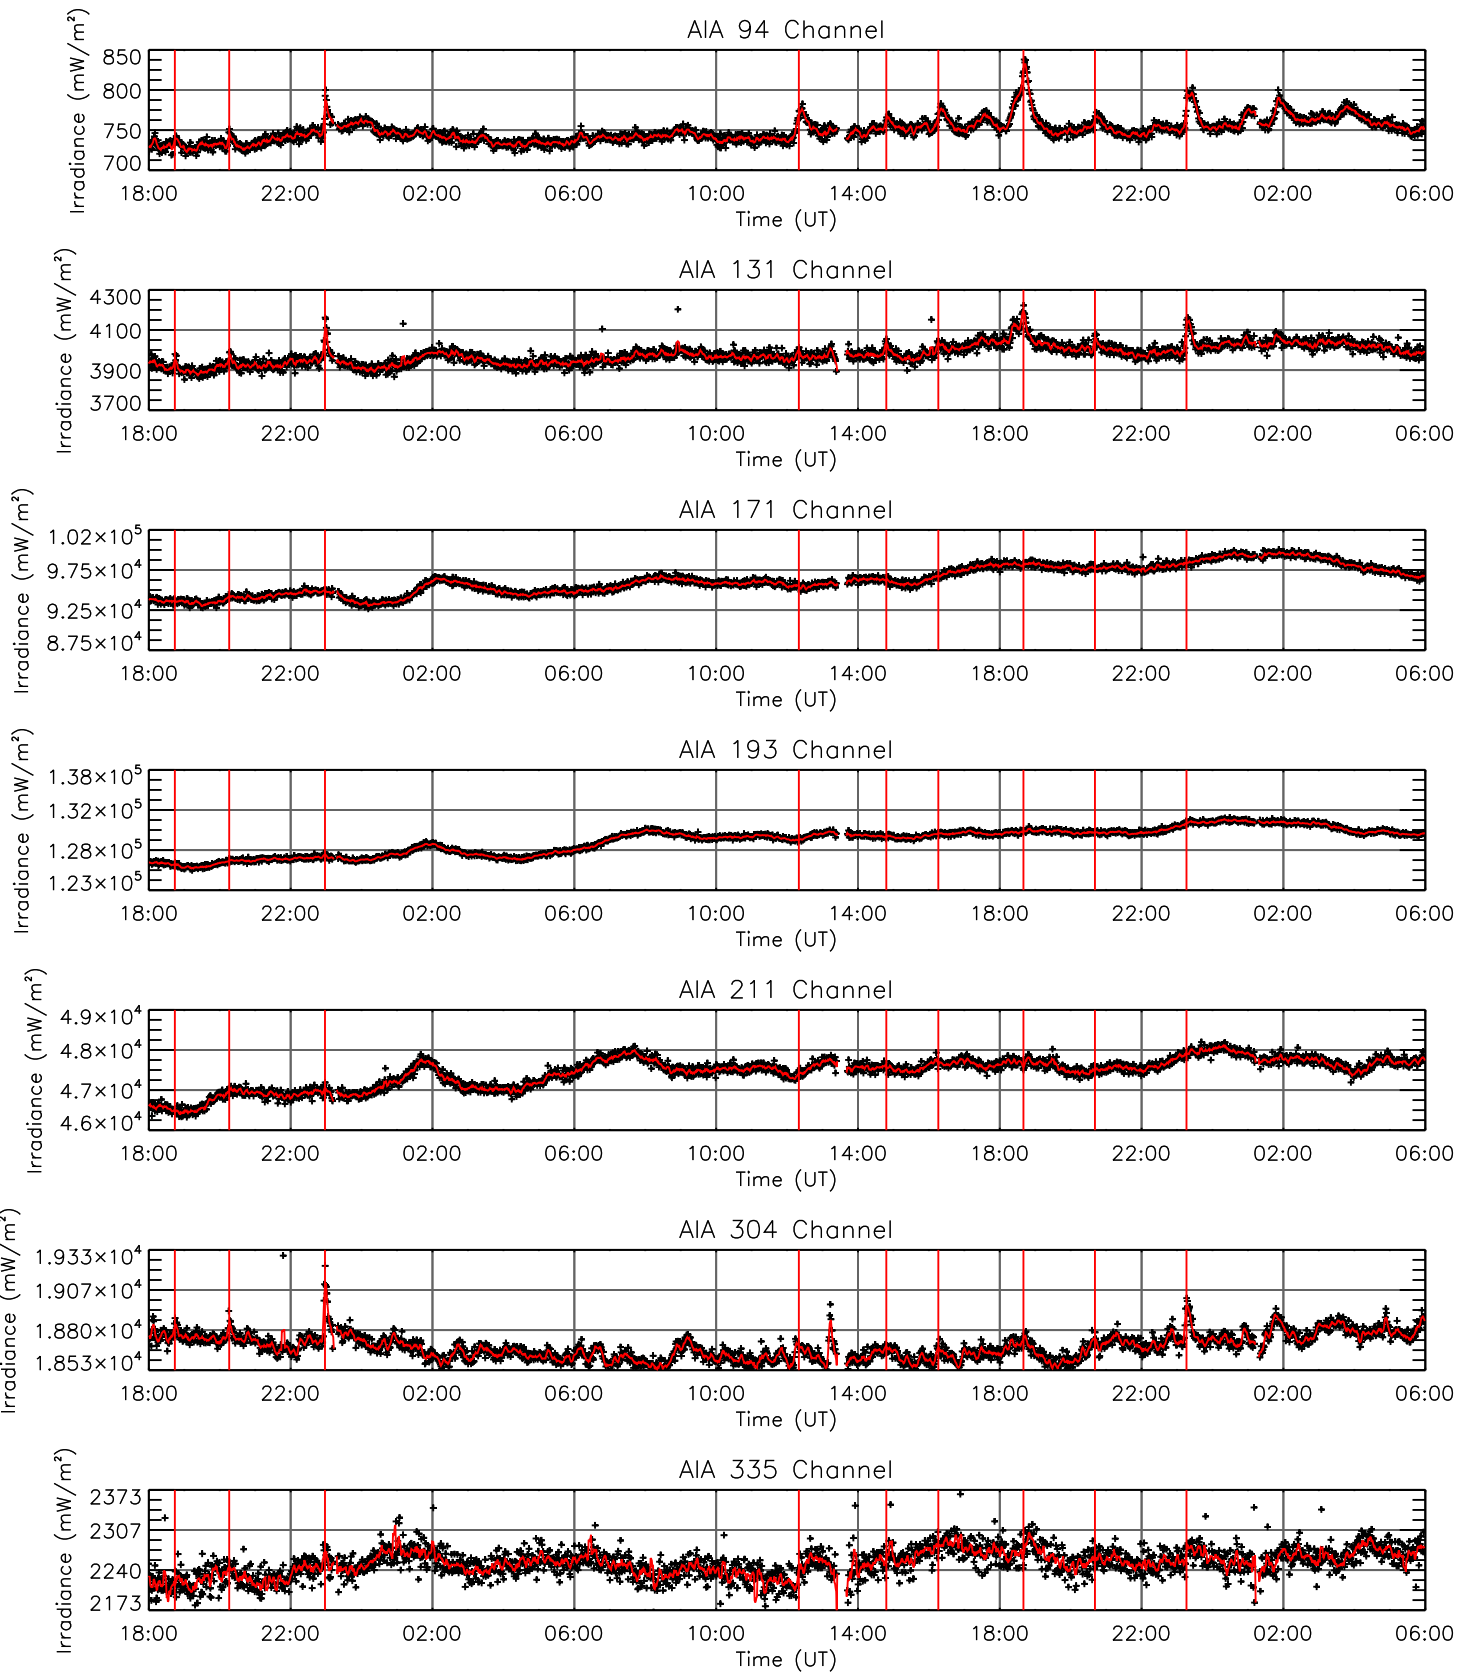 AIA 94 Channel
Irradiance (mW/m²)
850
800
750
700
18:00 22:00 02:00 06:00 10:00 14:00 18:00 22:00 02:00 06:00
Time (UT)
AIA 131 Channel
Irradiance (mW/m²)
4300
4100
3900
3700
18:00 22:00 02:00 06:00 10:00 14:00 18:00 22:00 02:00 06:00
Time (UT)
AIA 171 Channel
Irradiance (mW/m²)
1.02×10⁵
9.75×10⁴
9.25×10⁴
8.75×10⁴
18:00 22:00 02:00 06:00 10:00 14:00 18:00 22:00 02:00 06:00
Time (UT)
AIA 193 Channel
Irradiance (mW/m²)
1.38×10⁵
1.32×10⁵
1.28×10⁵
1.23×10⁵
18:00 22:00 02:00 06:00 10:00 14:00 18:00 22:00 02:00 06:00
Time (UT)
AIA 211 Channel
Irradiance (mW/m²)
4.9×10⁴
4.8×10⁴
4.7×10⁴
4.6×10⁴
18:00 22:00 02:00 06:00 10:00 14:00 18:00 22:00 02:00 06:00
Time (UT)
AIA 304 Channel
Irradiance (mW/m²)
1.933×10⁴
1.907×10⁴
1.880×10⁴
1.853×10⁴
18:00 22:00 02:00 06:00 10:00 14:00 18:00 22:00 02:00 06:00
Time (UT)
AIA 335 Channel
Irradiance (mW/m²)
2373
2307
2240
2173
18:00 22:00 02:00 06:00 10:00 14:00 18:00 22:00 02:00 06:00
Time (UT)